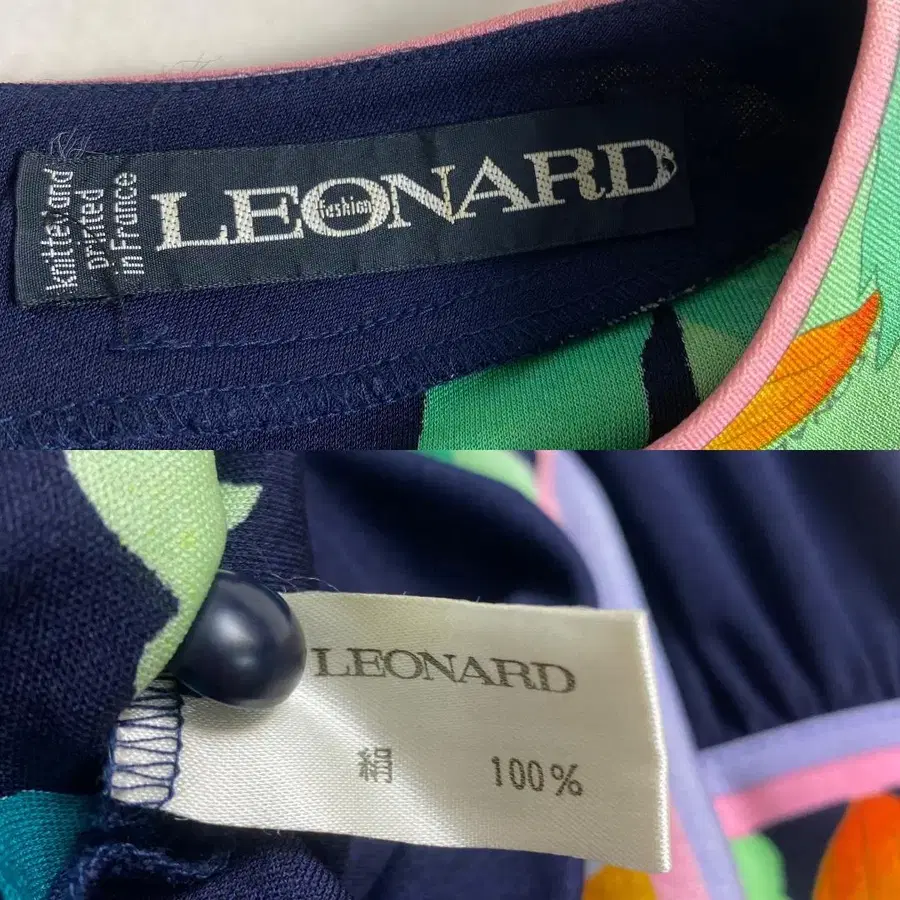 knitted and
printed
in France
LEONARD
Fashion
LEONARD
絹 100%